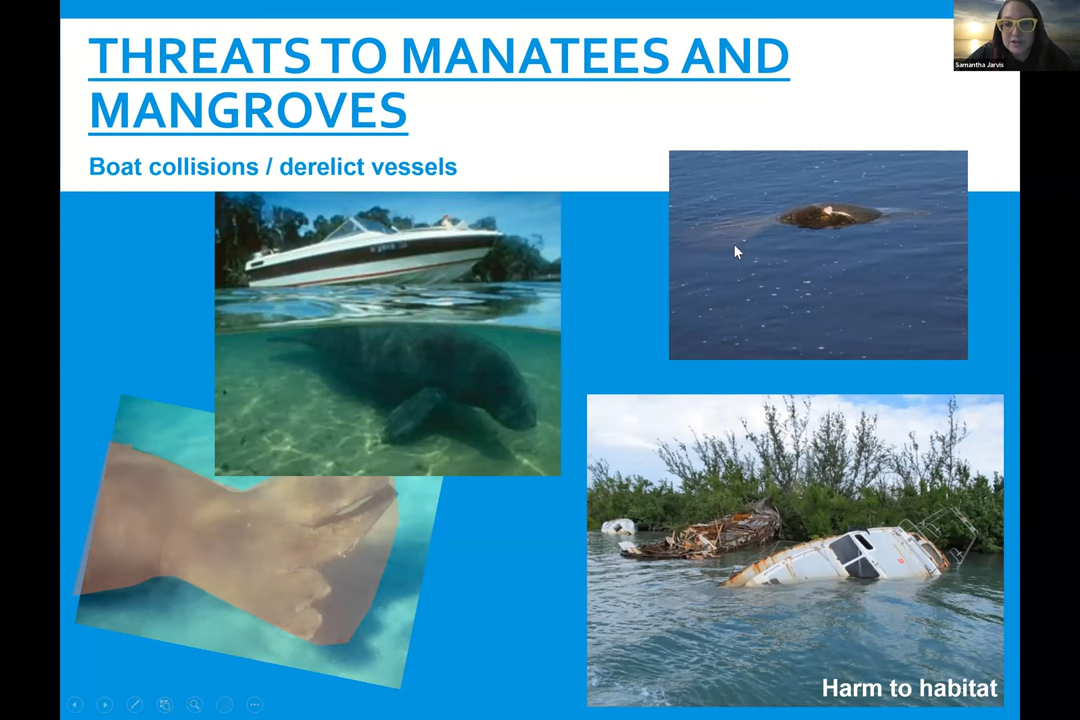 THREATS TO MANATEES AND
MANGROVES
Boat collisions / derelict vessels
Harm to habitat
Samantha Jarvis